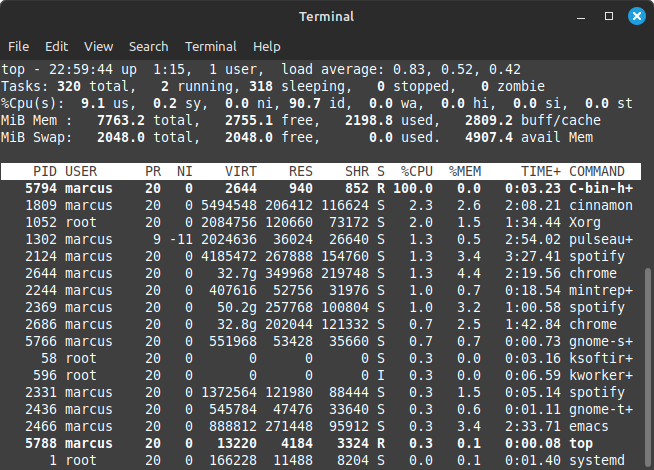 Terminal
File Edit View Search Terminal Help
top - 22:59:44 up  1:15,  1 user,  load average: 0.83, 0.52, 0.42
Tasks: 320 total,   2 running, 318 sleeping,   0 stopped,   0 zombie
%Cpu(s):  9.1 us,  0.2 sy,  0.0 ni, 90.7 id,  0.0 wa,  0.0 hi,  0.0 si,  0.0 st
MiB Mem :   7763.2 total,   2755.1 free,   2198.8 used,   2809.2 buff/cache
MiB Swap:   2048.0 total,   2048.0 free,      0.0 used.   4907.4 avail Mem
PID USER      PR  NI    VIRT    RES    SHR S  %CPU  %MEM     TIME+ COMMAND
5794 marcus    20   0    2644    940    852 R 100.0   0.0   0:03.23 C-bin-h+
1809 marcus    20   0 5494548 206412 116624 S   2.3   2.6   2:08.21 cinnamon
1052 root      20   0 2084756 120660  73172 S   2.0   1.5   1:34.44 Xorg
1302 marcus     9 -11 2024636  36024  26640 S   1.3   0.5   2:54.02 pulseau+
2124 marcus    20   0 4185472 267888 154760 S   1.3   3.4   3:27.41 spotify
2644 marcus    20   0   32.7g 349968 219748 S   1.3   4.4   2:19.56 chrome
2244 marcus    20   0  407616  52756  31976 S   1.0   0.7   0:18.54 mintrep+
2369 marcus    20   0   50.2g 257768 100804 S   1.0   3.2   1:00.58 spotify
2686 marcus    20   0   32.8g 202044 121332 S   0.7   2.5   1:42.84 chrome
5766 marcus    20   0  551968  53428  35660 S   0.7   0.7   0:00.73 gnome-s+
58 root      20   0       0      0      0 S   0.3   0.0   0:03.16 ksoftir+
596 root      20   0       0      0      0 I   0.3   0.0   0:06.59 kworker+
2331 marcus    20   0 1372564 121980  88444 S   0.3   1.5   0:05.14 spotify
2436 marcus    20   0  545784  47476  33640 S   0.3   0.6   0:01.11 gnome-t+
2466 marcus    20   0  888812 271448  95912 S   0.3   3.4   2:33.71 emacs
5788 marcus    20   0   13220   4184   3324 R   0.3   0.1   0:00.08 top
1 root      20   0  166228  11488   8204 S   0.0   0.1   0:01.40 systemd